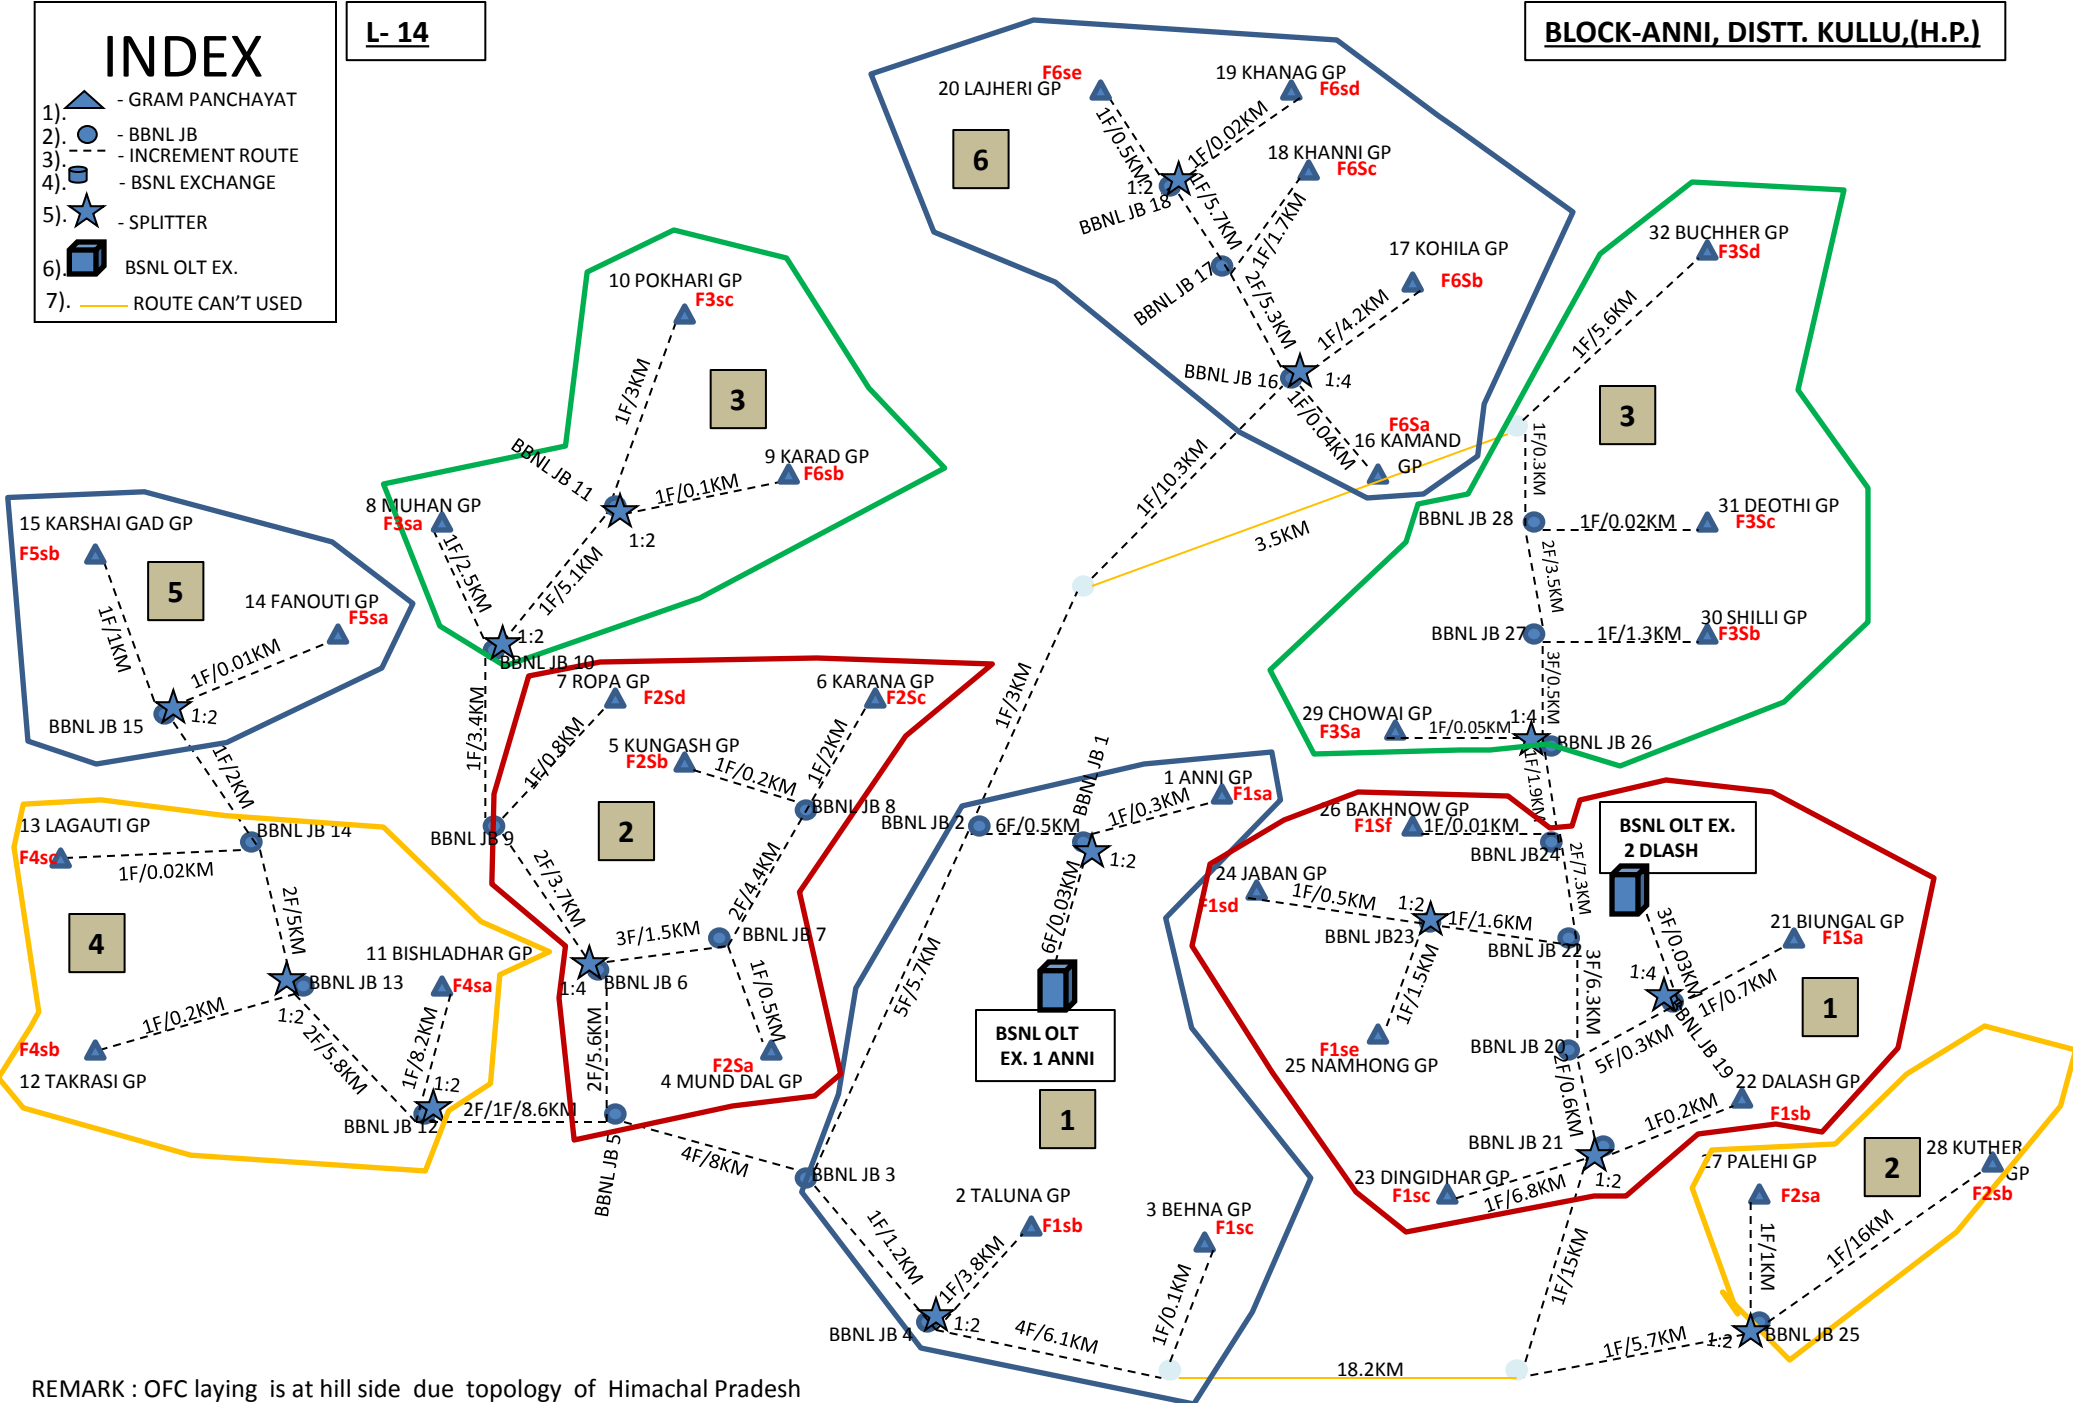 L- 14
BLOCK-ANNI, DISTT. KULLU,(H.P.)
INDEX
1). - GRAM PANCHAYAT
2). - BBNL JB
3). - INCREMENT ROUTE
4). - BSNL EXCHANGE
5). - SPLITTER
6). BSNL OLT EX.
7). ROUTE CAN’T USED
20 LAJHERI GP
F6se
19 KHANAG GP
F6sd
1F/0.5KM
1F/0.02KM
6
18 KHANNI GP
F6Sc
1:2
BBNL JB 18
1F/5.7KM
1F/1.7KM
17 KOHILA GP
F6Sb
BBNL JB 17
2F/5.3KM
1F/4.2KM
BBNL JB 16
1:4
1F/0.04KM
F6Sa
16 KAMAND
GP
1F/10.3KM
3.5KM
1F/3KM
32 BUCHHER GP
F3Sd
1F/5.6KM
3
1F/0.3KM
BBNL JB 28
1F/0.02KM
31 DEOTHI GP
F3Sc
2F/3.5KM
BBNL JB 27
1F/1.3KM
30 SHILLI GP
F3Sb
3F/0.5KM
29 CHOWAI GP
F3Sa
1F/0.05KM
1:4
BBNL JB 26
1F/1.9KM
10 POKHARI GP
F3sc
1F/3KM
3
BBNL JB 11
9 KARAD GP
F6sb
1F/0.1KM
8 MUHAN GP
F3sa
1:2
1F/2.5KM
1F/5.1KM
1:2
BBNL JB 10
1F/3.4KM
15 KARSHAI GAD GP
F5sb
5
14 FANOUTI GP
F5sa
1F/1KM
1F/0.01KM
BBNL JB 15
1:2
1F/2KM
7 ROPA GP
F2Sd
6 KARANA GP
F2Sc
1F/0.8KM
5 KUNGASH GP
F2Sb
1F/0.2KM
1F/2KM
BBNL JB 8
BBNL JB 9
2
2F/3.7KM
2F/4.4KM
3F/1.5KM
BBNL JB 7
BBNL JB 6
1:4
1F/0.5KM
2F/5.6KM
F2Sa
4 MUND DAL GP
13 LAGAUTI GP
F4sc
BBNL JB 14
1F/0.02KM
2F/5KM
4
11 BISHLADHAR GP
F4sa
BBNL JB 13
1F/0.2KM
1:2
F4sb
12 TAKRASI GP
2F/5.8KM
1F/8.2KM
1:2
BBNL JB 12
2F/1F/8.6KM
BBNL JB 5
4F/8KM
BBNL JB 3
BBNL JB 2
6F/0.5KM
BBNL JB 1
1 ANNI GP
F1sa
1F/0.3KM
1:2
6F/0.03KM
5F/5.7KM
BSNL OLT
EX. 1 ANNI
1
2 TALUNA GP
F1sb
3 BEHNA GP
F1sc
1F/1.2KM
1F/3.8KM
1F/0.1KM
BBNL JB 4
1:2
4F/6.1KM
18.2KM
26 BAKHNOW GP
F1Sf
1F/0.01KM
BBNL JB24
BSNL OLT EX.
2 DLASH
24 JABAN GP
F1sd
1F/0.5KM
1:2
1F/1.6KM
BBNL JB23
BBNL JB 22
2F/7.3KM
21 BIUNGAL GP
F1Sa
3F/0.03KM
1:4
1F/0.7KM
1F/1.5KM
3F/6.3KM
1
F1se
25 NAMHONG GP
BBNL JB 20
5F/0.3KM
BBNL JB 19
2F/0.6KM
22 DALASH GP
F1sb
1F0.2KM
BBNL JB 21
23 DINGIDHAR GP
F1sc
1F/6.8KM
1:2
1F/15KM
27 PALEHI GP
F2sa
2
28 KUTHER
GP
F2sb
1F/1KM
1F/16KM
1F/5.7KM
1:2
BBNL JB 25
REMARK : OFC laying is at hill side due topology of Himachal Pradesh